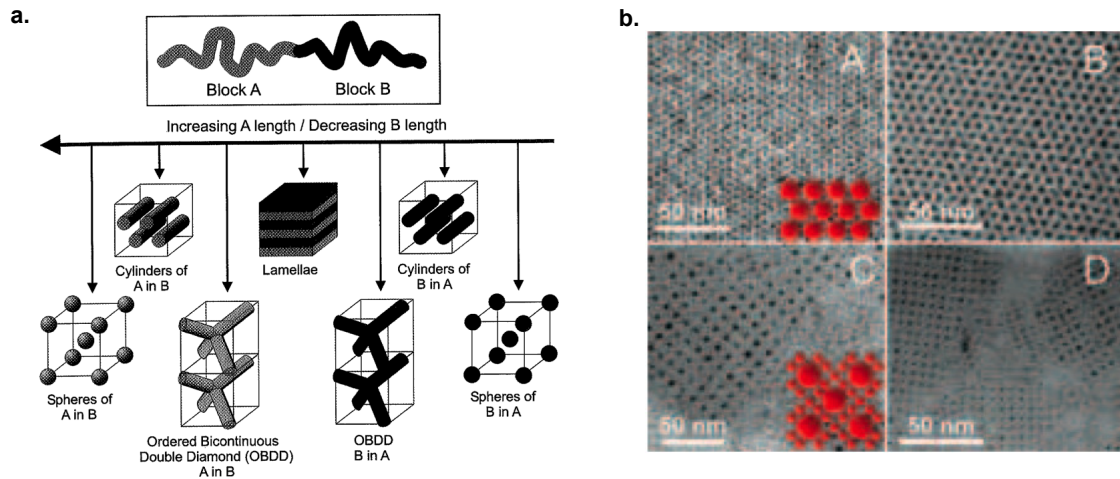 a.
Block A
Block B
Increasing A length / Decreasing B length
Cylinders of
A in B
Lamellae
Cylinders of
B in A
Spheres of
A in B
Ordered Bicontinuous
Double Diamond (OBDD)
A in B
OBDD
B in A
Spheres of
B in A
b.
A
50 nm
B
50 nm
C
50 nm
D
50 nm